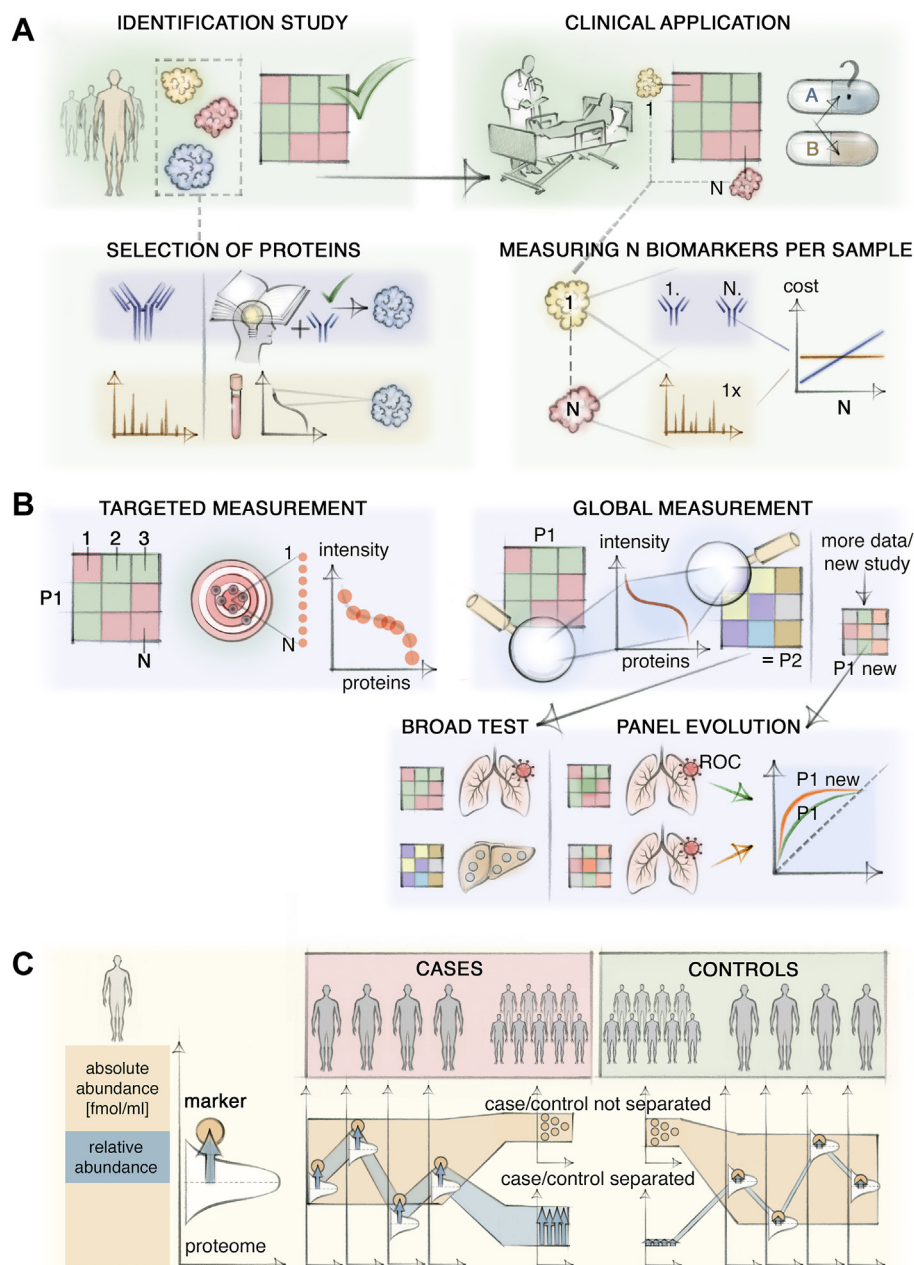 A
IDENTIFICATION STUDY
CLINICAL APPLICATION
1
A
?
B
N
SELECTION OF PROTEINS
MEASURING N BIOMARKERS PER SAMPLE
+
1
1.
N.
cost
1x
N
N
B
TARGETED MEASUREMENT
GLOBAL MEASUREMENT
1
2
3
1
intensity
P1
N
N
proteins
P1
intensity
proteins
= P2
more data/
new study
P1 new
BROAD TEST
PANEL EVOLUTION
ROC
P1 new
P1
C
CASES
CONTROLS
absolute
abundance
[fmol/ml]
relative
abundance
marker
proteome
case/control not separated
case/control separated